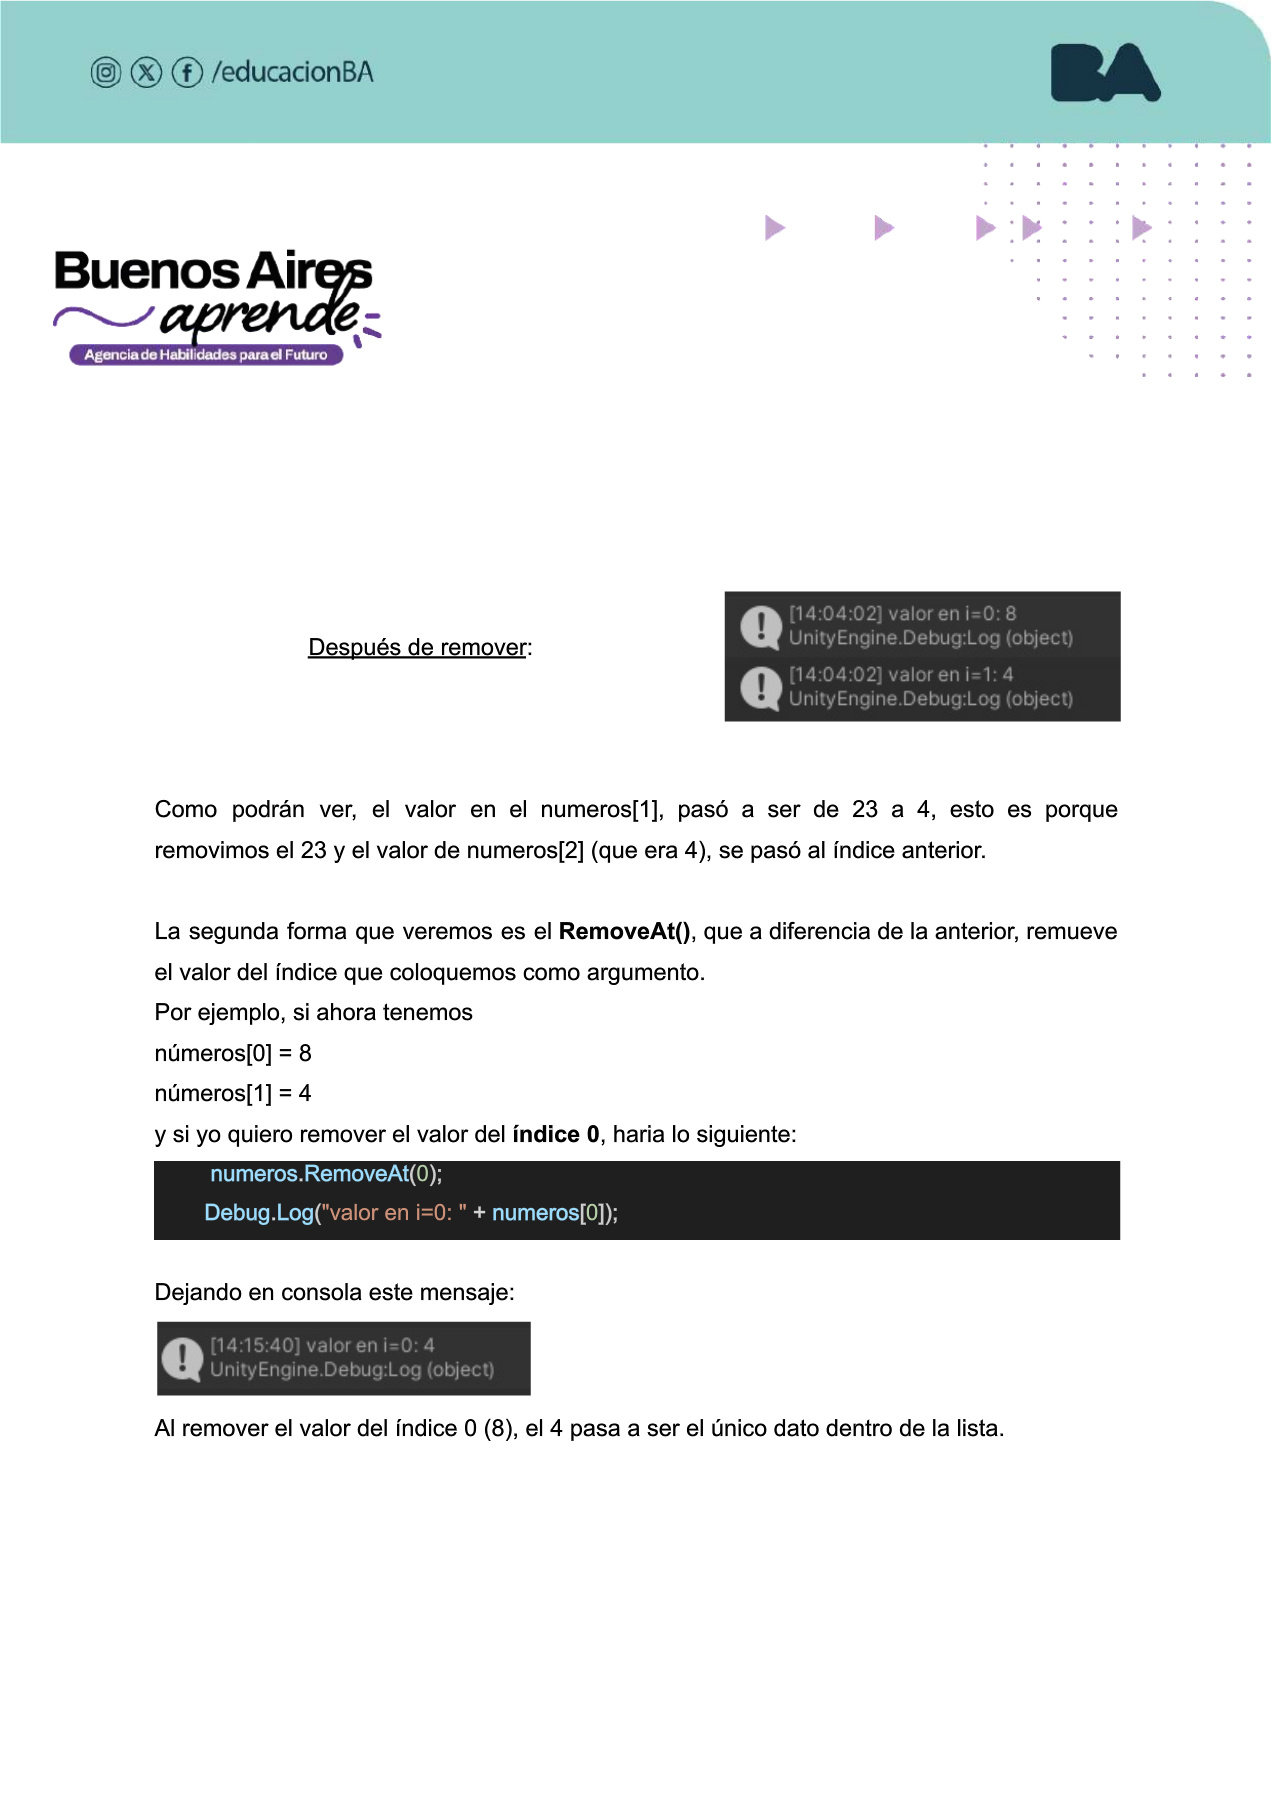 /educacionBA
BA
Buenos Aires
aprende
Agencia de Habilidades para el Futuro
Después de remover:
[14:04:02] valor en i=0: 8
UnityEngine.Debug:Log (object)
[14:04:02] valor en i=1: 4
UnityEngine.Debug:Log (object)
Como podrán ver, el valor en el numeros[1], pasó a ser de 23 a 4, esto es porque
removimos el 23 y el valor de numeros[2] (que era 4), se pasó al índice anterior.
La segunda forma que veremos es el RemoveAt(), que a diferencia de la anterior, remueve
el valor del índice que coloquemos como argumento.
Por ejemplo, si ahora tenemos
números[0] = 8
números[1] = 4
y si yo quiero remover el valor del índice 0, haria lo siguiente:
numeros.RemoveAt(0);
Debug.Log("valor en i=0: " + numeros[0]);
Dejando en consola este mensaje:
[14:15:40] valor en i=0: 4
UnityEngine.Debug:Log (object)
Al remover el valor del índice 0 (8), el 4 pasa a ser el único dato dentro de la lista.